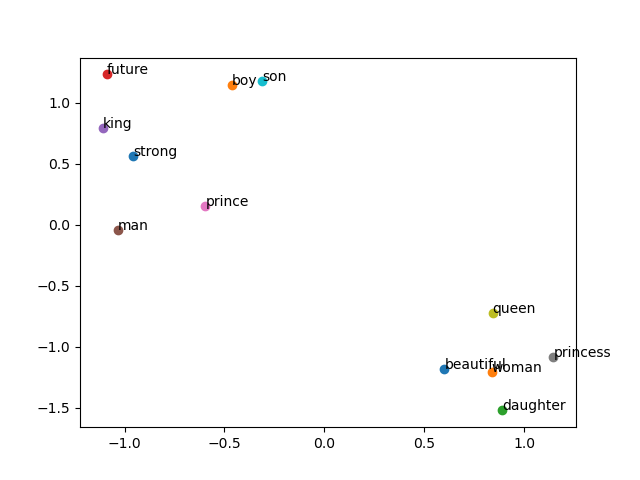 future
boy
son
1.0
king
0.5
strong
prince
0.0
man
−0.5
queen
−1.0
princess
beautiful
woman
−1.5
daughter
−1.0
−0.5
0.0
0.5
1.0